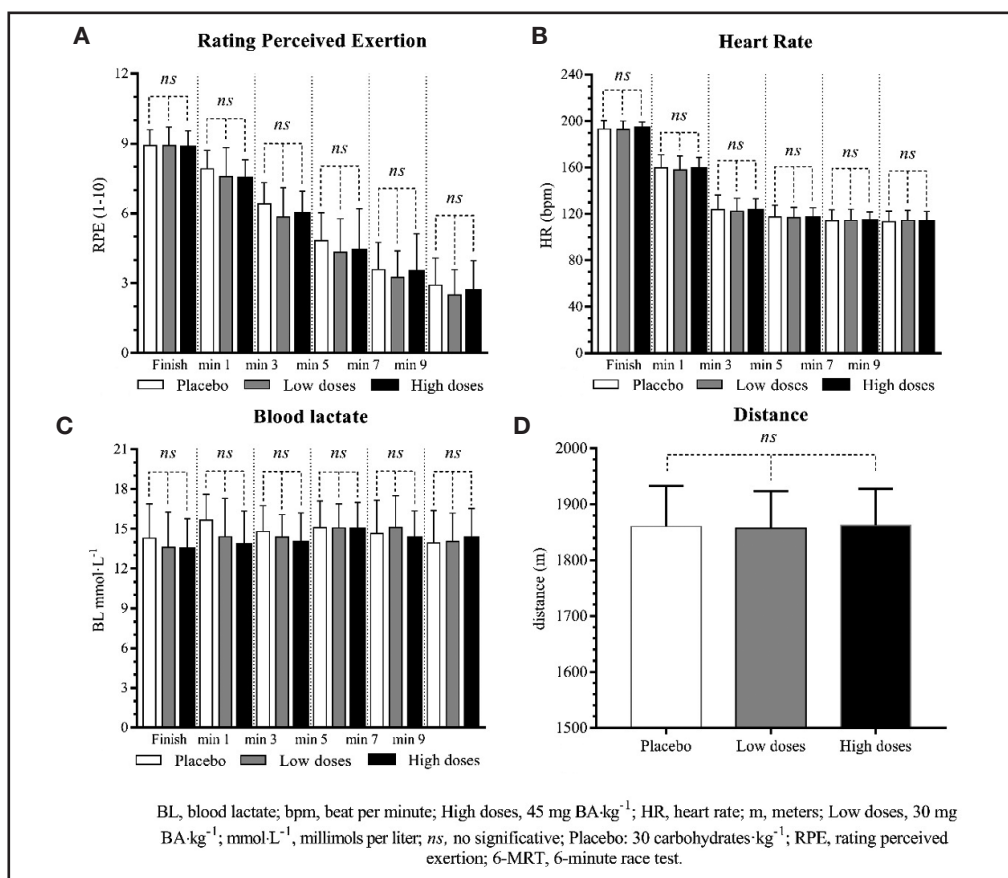 A
Rating Perceived Exertion
12
9
6
3
0
RPE (1-10)
ns
ns
ns
ns
ns
ns
Finish min 1 min 3 min 5 min 7 min 9
Placebo Low doses High doses
B
Heart Rate
240
200
160
120
80
40
0
HR (bpm)
ns
ns
ns
ns
ns
ns
Finish min 1 min 3 min 5 min 7 min 9
Placebo Low doses High doses
C
Blood lactate
21
18
15
12
9
6
3
0
BL mmol·L⁻¹
ns
ns
ns
ns
ns
ns
Finish min 1 min 3 min 5 min 7 min 9
Placebo Low doses High doses
D
Distance
2000
1900
1800
1700
1600
1500
distance (m)
ns
Placebo Low doses High doses
BL, blood lactate; bpm, beat per minute; High doses, 45 mg BA·kg⁻¹; HR, heart rate; m, meters; Low doses, 30 mg
BA·kg⁻¹; mmol·L⁻¹, millimols per liter; ns, no significative; Placebo: 30 carbohydrates·kg⁻¹; RPE, rating perceived
exertion; 6-MRT, 6-minute race test.